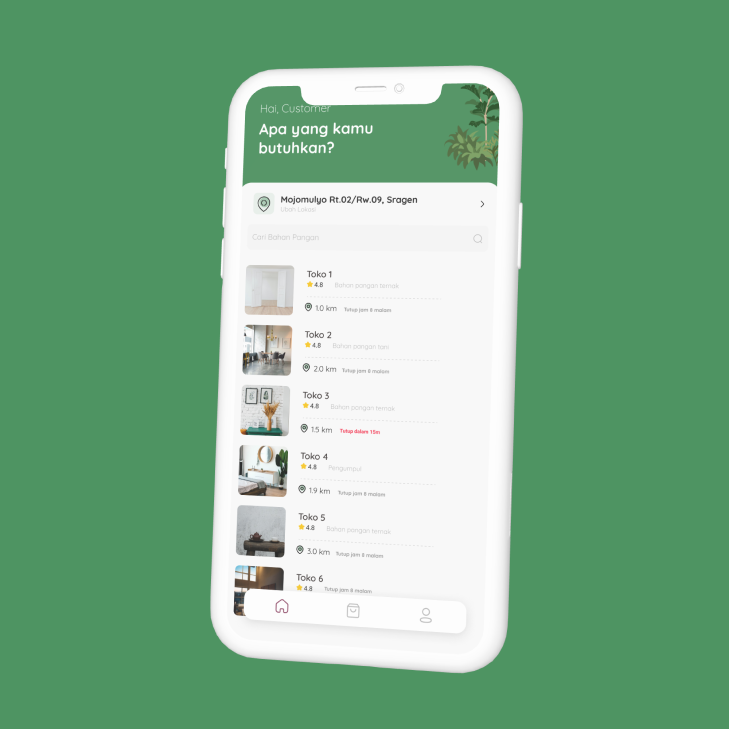 Hai, Customer
Apa yang kamu
butuhkan?
Mojomulyo Rt.02/Rw.09, Sragen
Ubah Lokasi
Cari Bahan Pangan
Toko 1
4.8 Bahan pangan ternak
1.0 km Tutup jam 8 malam
Toko 2
4.8 Bahan pangan tani
2.0 km Tutup jam 8 malam
Toko 3
4.8 Bahan pangan ternak
1.5 km Tutup dalam 15m
Toko 4
4.8 Pengumpul
1.9 km Tutup jam 8 malam
Toko 5
4.8 Bahan pangan ternak
3.0 km Tutup jam 8 malam
Toko 6
4.8 Tutup jam 8 malam